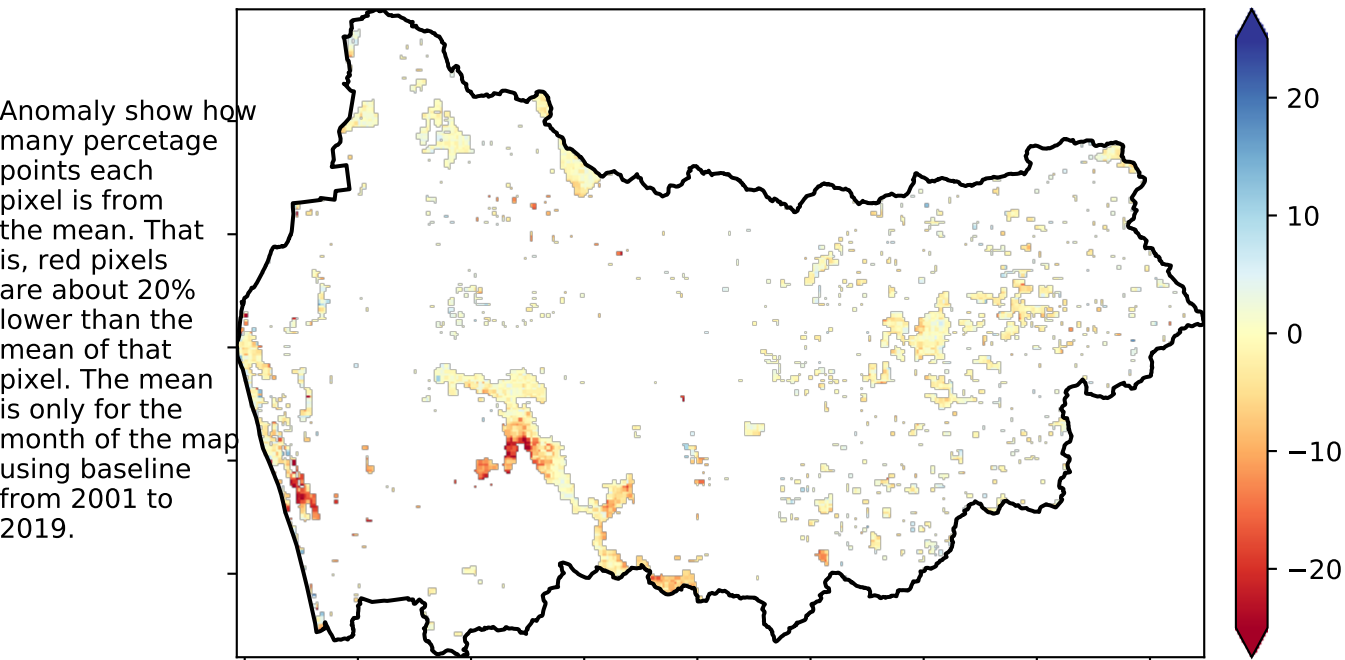 Anomaly show how
many percetage
points each
pixel is from
the mean. That
is, red pixels
are about 20%
lower than the
mean of that
pixel. The mean
is only for the
month of the map
using baseline
from 2001 to
2019.
20
10
0
−10
−20